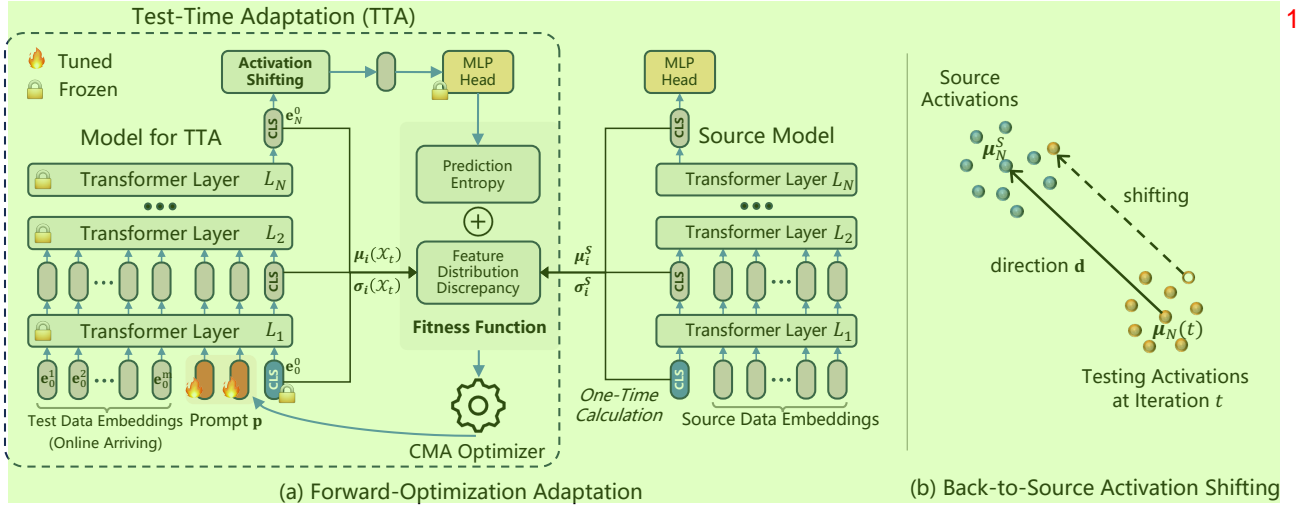 Test-Time Adaptation (TTA)
1
Tuned
Frozen
Activation
Shifting
MLP
Head
CLS
e_N^0
Model for TTA
Transformer Layer L_N
Transformer Layer L_2
CLS
Transformer Layer L_1
e_0^1
e_0^2
e_0^m
CLS
e_0^0
Test Data Embeddings
(Online Arriving)
Prompt p
Prediction
Entropy
Feature
Distribution
Discrepancy
Fitness Function
μ_i(𝒳_t)
σ_i(𝒳_t)
CMA Optimizer
μ_i^S
σ_i^S
One-Time
Calculation
MLP
Head
CLS
Source Model
Transformer Layer L_N
Transformer Layer L_2
CLS
Transformer Layer L_1
CLS
Source Data Embeddings
(a) Forward-Optimization Adaptation
Source
Activations
μ_N^S
shifting
direction d
μ_N(t)
Testing Activations
at Iteration t
(b) Back-to-Source Activation Shifting